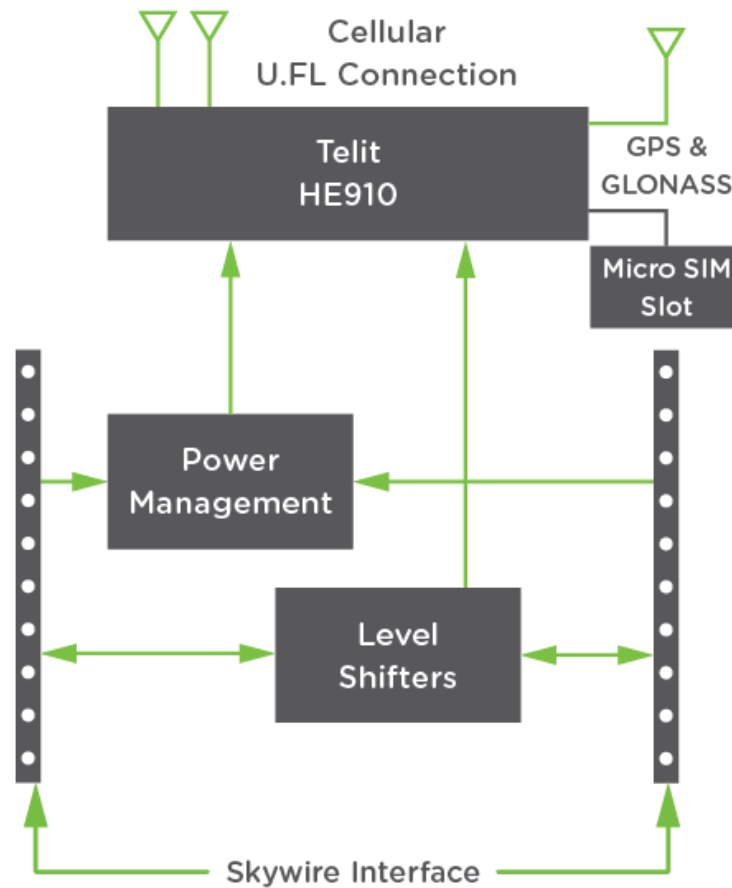 Cellular
U.FL Connection
Telit
HE910
GPS &
GLONASS
Micro SIM
Slot
Power
Management
Level
Shifters
Skywire Interface